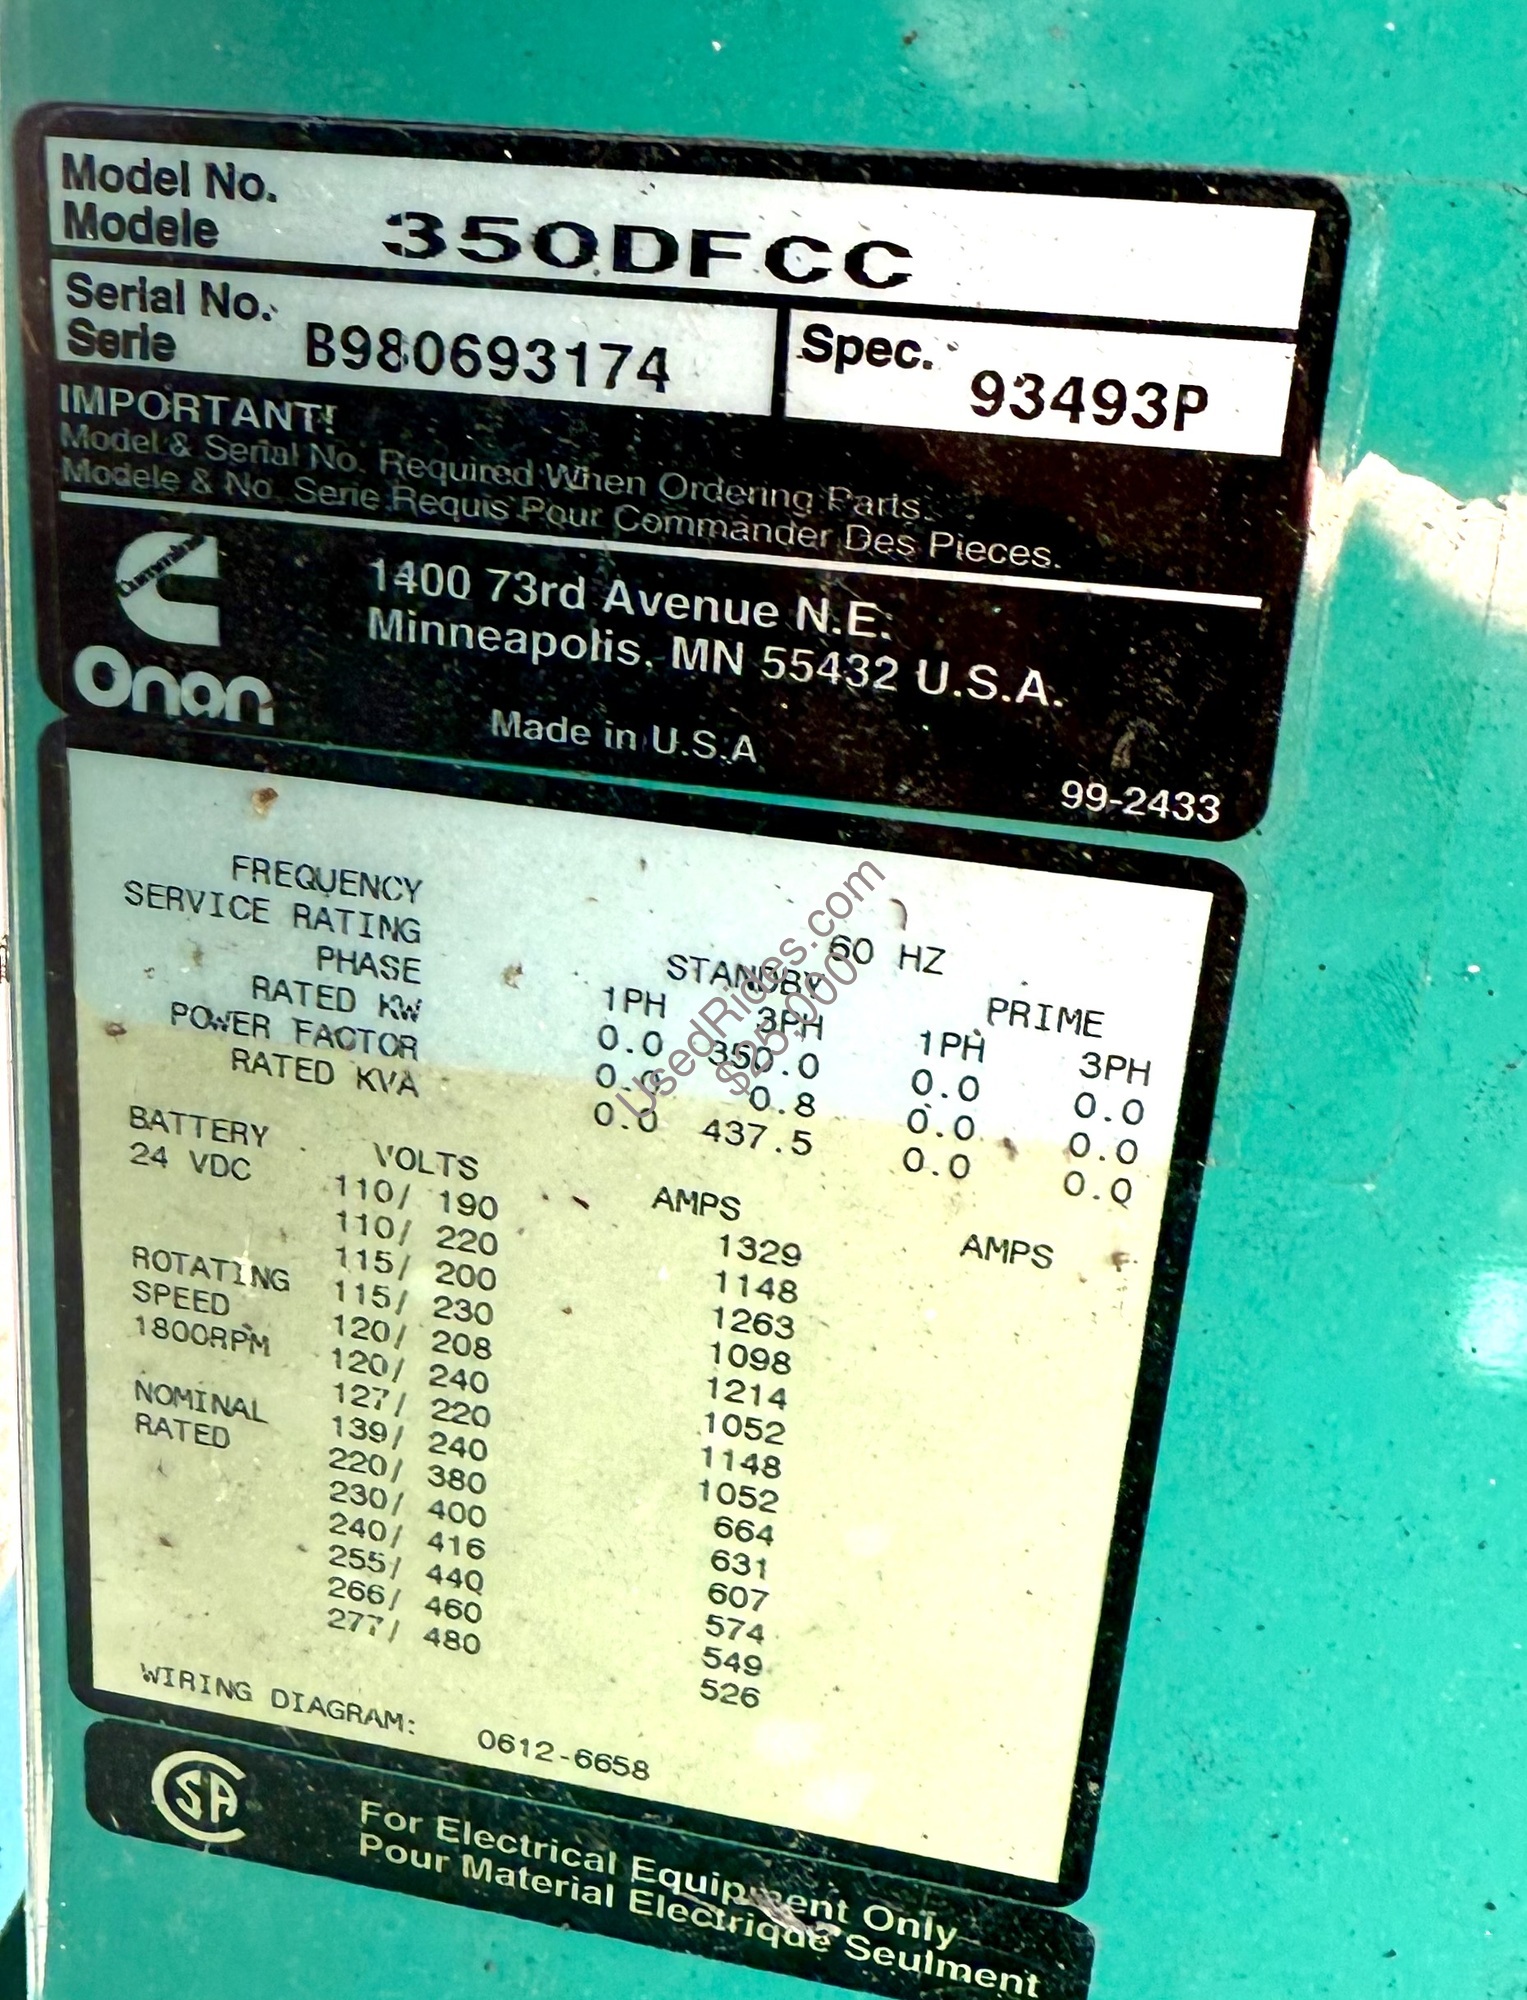 Model No.
Modele
350DFCC
Serial No.
Serie
B980693174
Spec.
93493P
IMPORTANT!
Model & Serial No. Required When Ordering Parts.
Modele & No. Serie Requis Pour Commander Des Pieces.
Onan
1400 73rd Avenue N.E.
Minneapolis, MN 55432 U.S.A.
Made in U.S.A
99-2433
FREQUENCY 60 HZ
SERVICE RATING STANDBY PRIME
PHASE 1PH 3PH 1PH 3PH
RATED KW 0.0 350.0 0.0 0.0
POWER FACTOR 0.0 0.8 0.0 0.0
RATED KVA 0.0 437.5 0.0 0.0
BATTERY VOLTS AMPS AMPS
24 VDC 110/ 190 1329
110/ 220 1148
115/ 200 1263
ROTATING 115/ 230 1098
SPEED 120/ 208 1214
1800RPM 120/ 240 1052
127/ 220 1148
NOMINAL 139/ 240 1052
RATED 220/ 380 664
230/ 400 631
240/ 416 607
255/ 440 574
266/ 460 549
277/ 480 526
WIRING DIAGRAM: 0612-6658
UsedRides.com
$25,000
SA
For Electrical Equipment Only
Pour Material Electrique Seulment